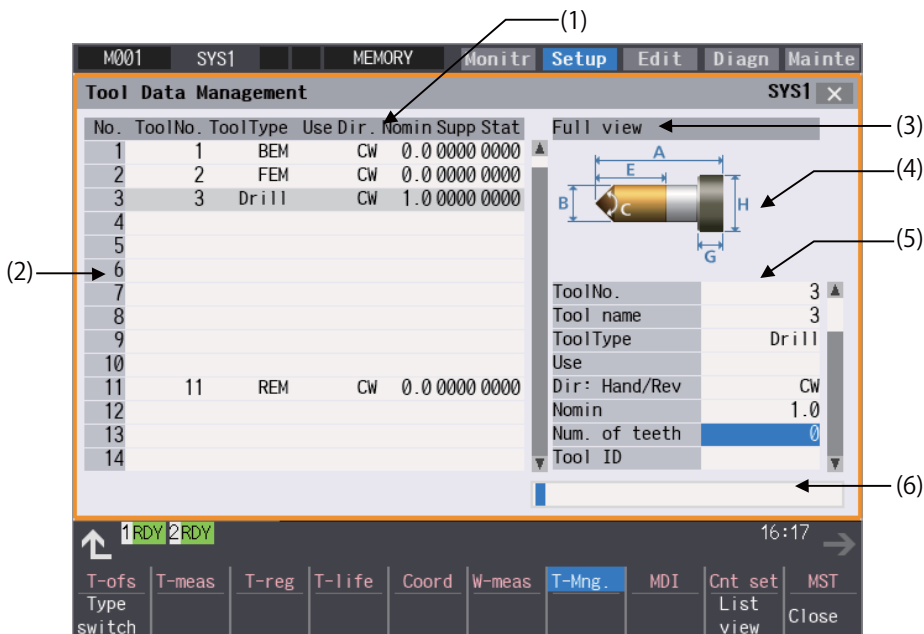 (1)
M001 SYS1 MEMORY Monitr Setup Edit Diagn Mainte
Tool Data Management SYS1
No. ToolNo. ToolType Use Dir. Nomin Supp Stat
1 1 BEM CW 0.0 0000 0000
2 2 FEM CW 0.0 0000 0000
3 3 Drill CW 1.0 0000 0000
4
5
6
7
8
9
10
11 11 REM CW 0.0 0000 0000
12
13
14
(2)
Full view
(3)
A
E
B
C
H
G
(4)
(5)
ToolNo. 3
Tool name 3
ToolType Drill
Use
Dir: Hand/Rev CW
Nomin 1.0
Num. of teeth 0
Tool ID
(6)
1 RDY 2 RDY 16:17
T-ofs T-meas T-reg T-life Coord W-meas T-Mng. MDI Cnt set MST
Type switch List view Close